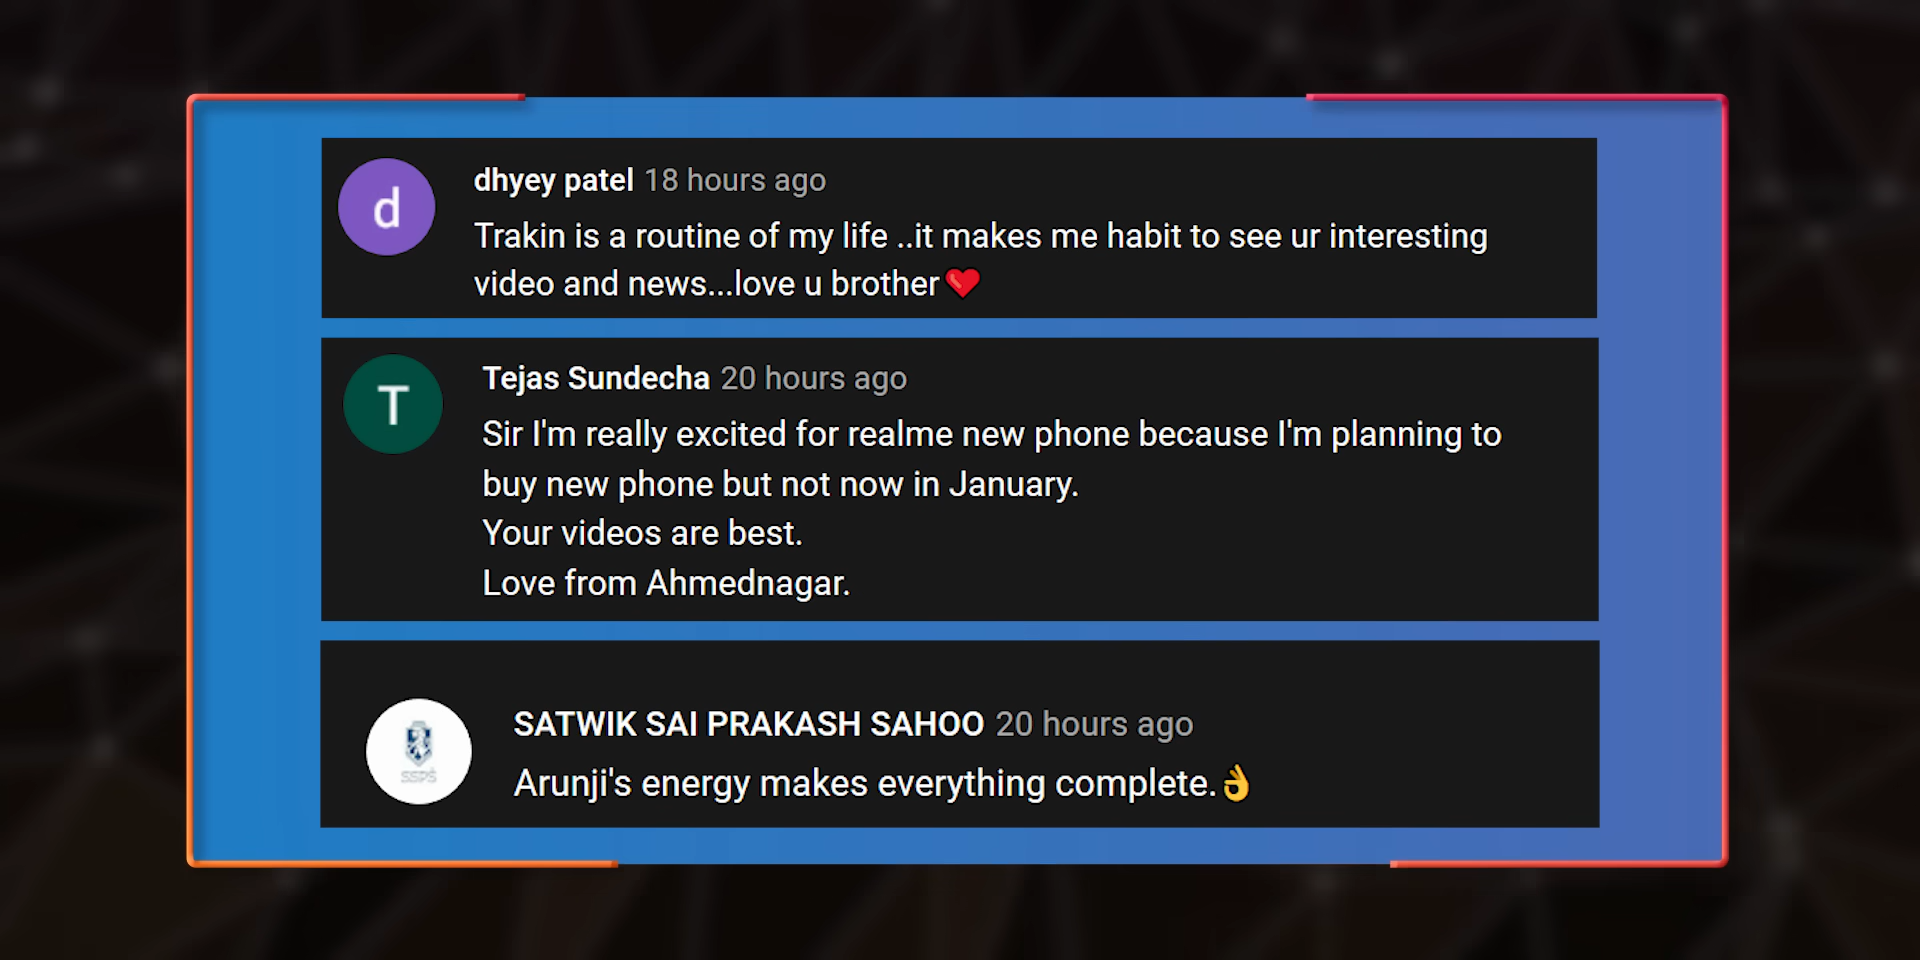 d
dhyey patel 18 hours ago
Trakin is a routine of my life ..it makes me habit to see ur interesting
video and news...love u brother❤️
T
Tejas Sundecha 20 hours ago
Sir I'm really excited for realme new phone because I'm planning to
buy new phone but not now in January.
Your videos are best.
Love from Ahmednagar.
SSPS
SATWIK SAI PRAKASH SAHOO 20 hours ago
Arunji's energy makes everything complete.👌